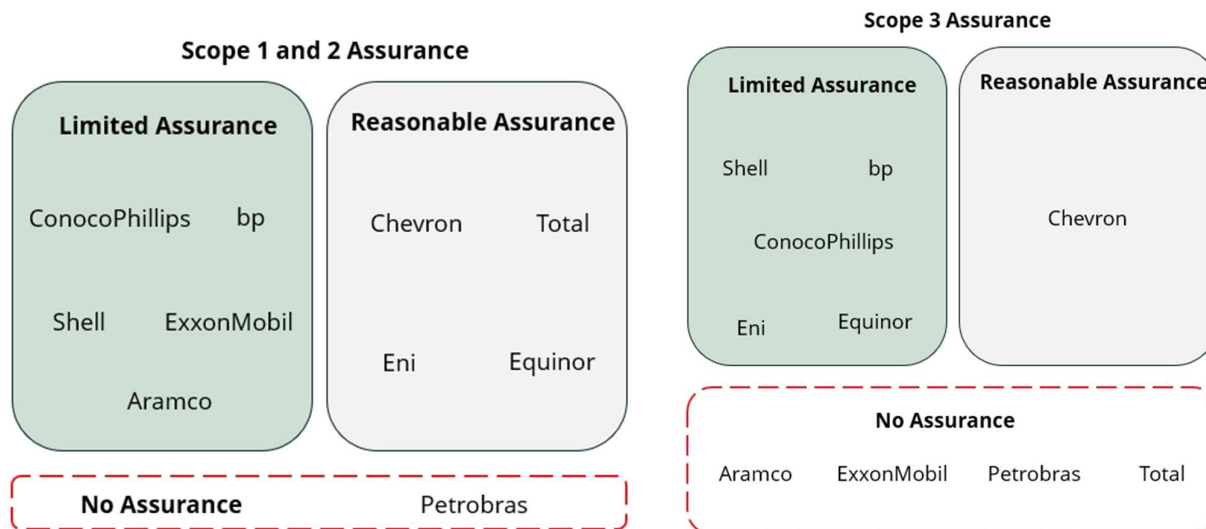 Scope 1 and 2 Assurance
Limited Assurance
ConocoPhillips bp
Shell ExxonMobil
Aramco
Reasonable Assurance
Chevron Total
Eni Equinor
No Assurance Petrobras
Scope 3 Assurance
Limited Assurance
Shell bp
ConocoPhillips
Eni Equinor
Reasonable Assurance
Chevron
No Assurance
Aramco ExxonMobil Petrobras Total